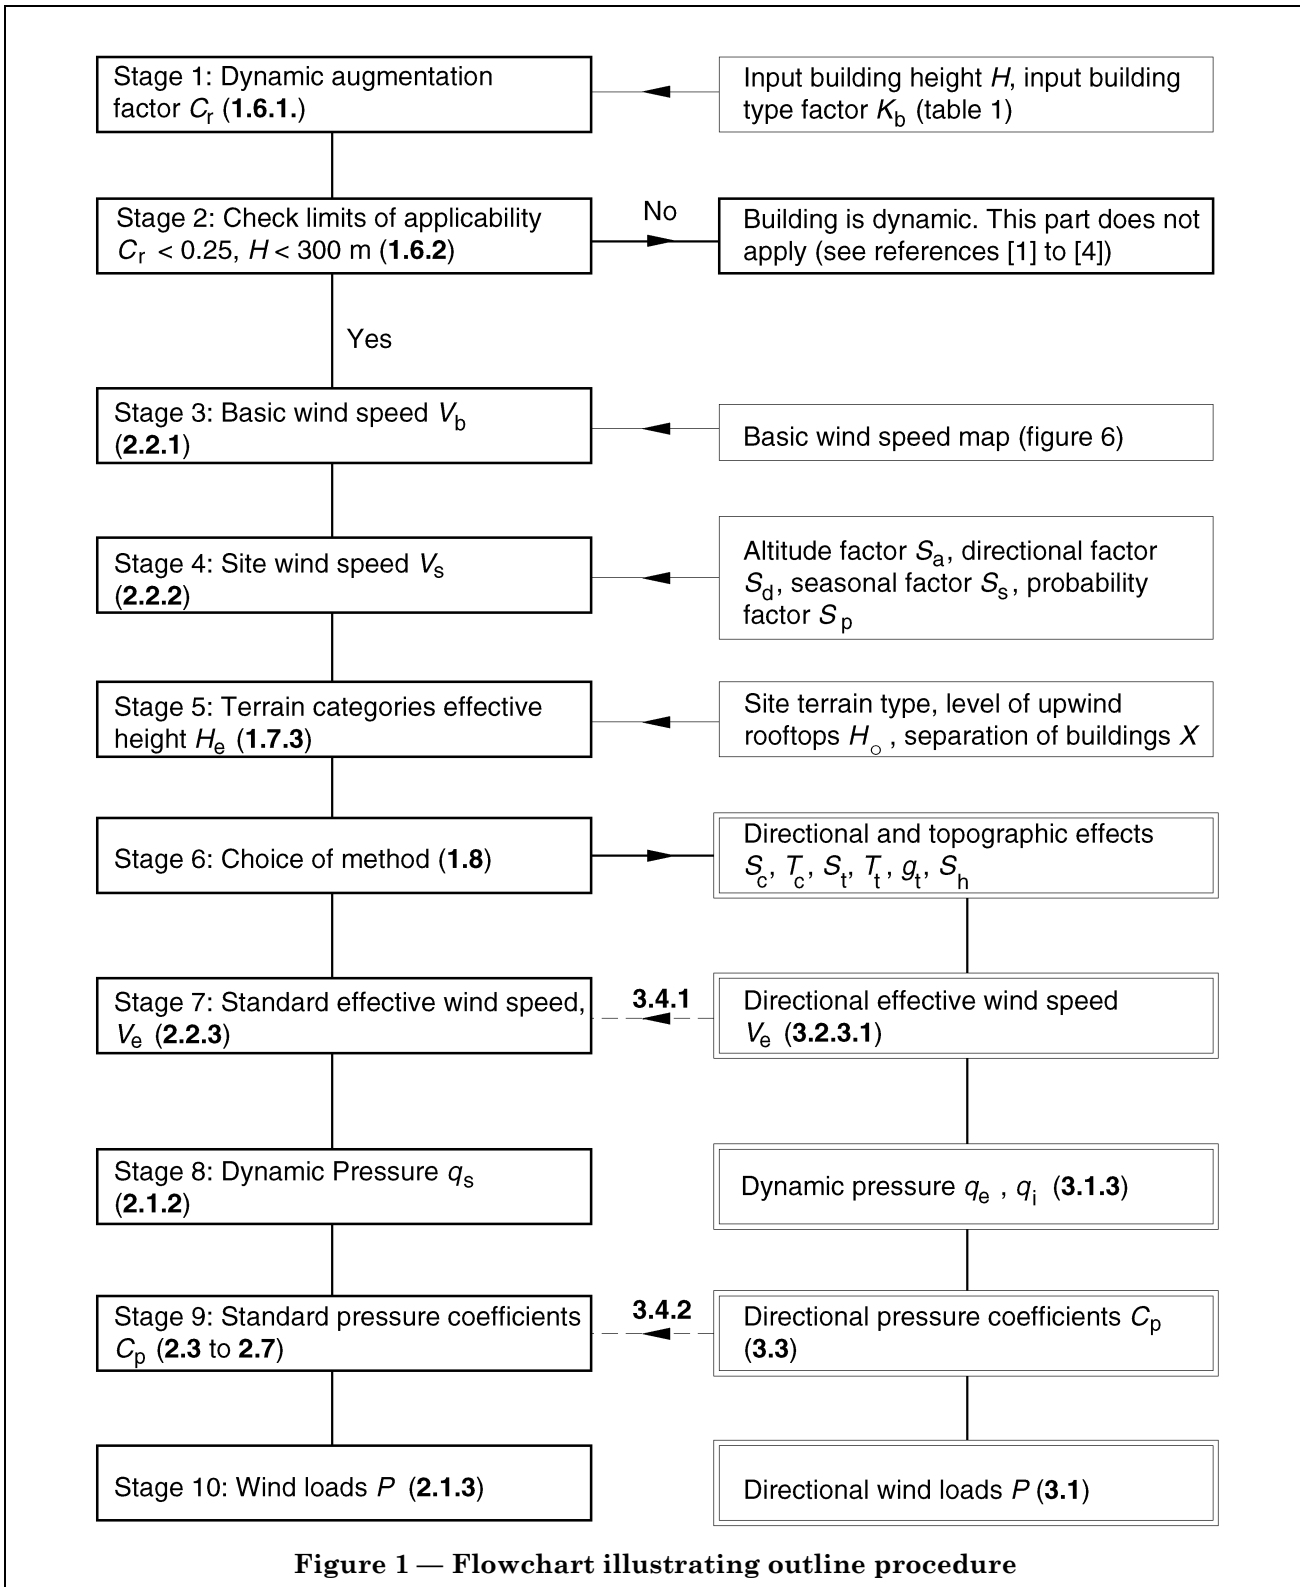 Stage 1: Dynamic augmentation
factor Cr (1.6.1.)
Input building height H, input building
type factor Kb (table 1)
Stage 2: Check limits of applicability
Cr < 0.25, H < 300 m (1.6.2)
No
Building is dynamic. This part does not
apply (see references [1] to [4])
Yes
Stage 3: Basic wind speed Vb
(2.2.1)
Basic wind speed map (figure 6)
Stage 4: Site wind speed Vs
(2.2.2)
Altitude factor Sa, directional factor
Sd, seasonal factor Ss, probability
factor Sp
Stage 5: Terrain categories effective
height He (1.7.3)
Site terrain type, level of upwind
rooftops Ho, separation of buildings X
Stage 6: Choice of method (1.8)
Directional and topographic effects
Sc, Tc, St, Tt, gt, Sh
Stage 7: Standard effective wind speed,
Ve (2.2.3)
3.4.1
Directional effective wind speed
Ve (3.2.3.1)
Stage 8: Dynamic Pressure qs
(2.1.2)
Dynamic pressure qe , qi (3.1.3)
Stage 9: Standard pressure coefficients
Cp (2.3 to 2.7)
3.4.2
Directional pressure coefficients Cp
(3.3)
Stage 10: Wind loads P (2.1.3)
Directional wind loads P (3.1)
Figure 1 — Flowchart illustrating outline procedure